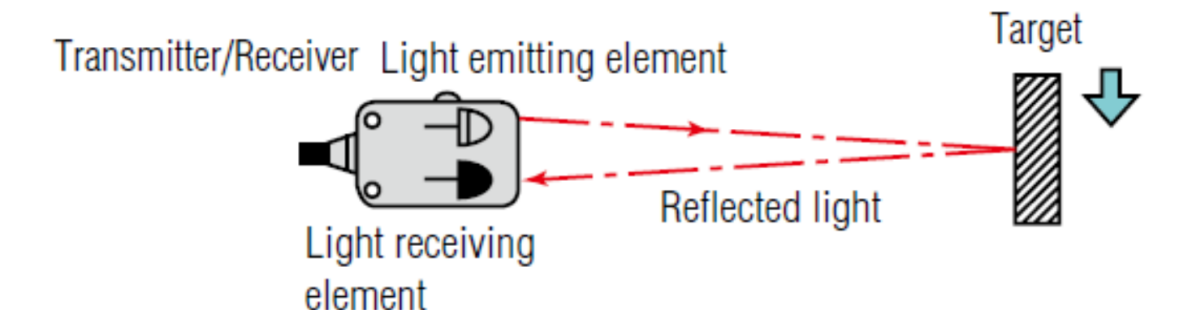 Target
Transmitter/Receiver Light emitting element
Reflected light
Light receiving
element